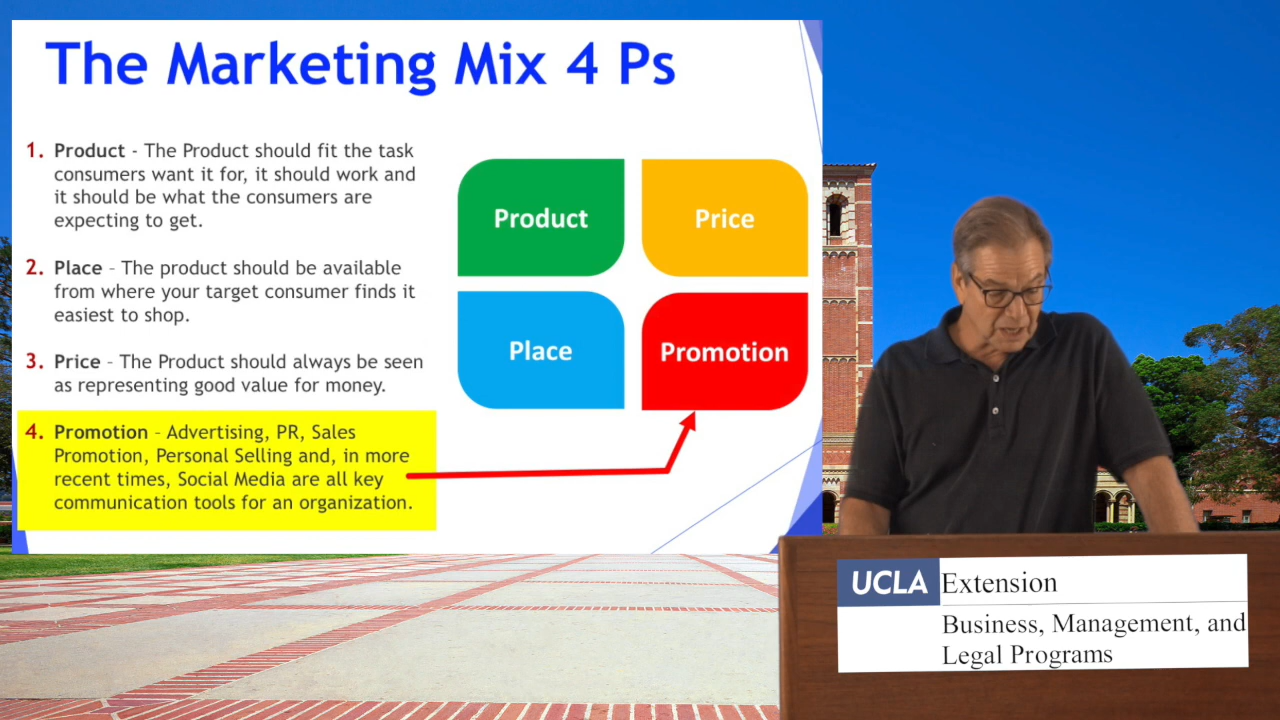 The Marketing Mix 4 Ps
1. Product - The Product should fit the task
consumers want it for, it should work and
it should be what the consumers are
expecting to get.
2. Place – The product should be available
from where your target consumer finds it
easiest to shop.
3. Price – The Product should always be seen
as representing good value for money.
4. Promotion – Advertising, PR, Sales
Promotion, Personal Selling and, in more
recent times, Social Media are all key
communication tools for an organization.
Product
Price
Place
Promotion
UCLA Extension
Business, Management, and
Legal Programs